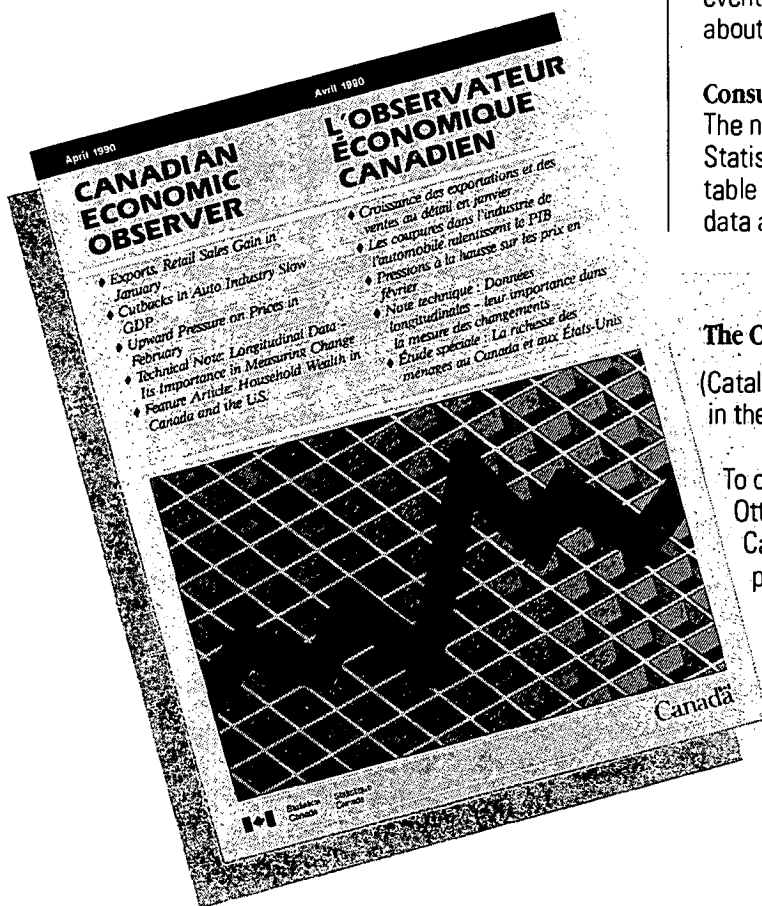 April 1990
Avril 1990
CANADIAN
ECONOMIC
OBSERVER
L'OBSERVATEUR
ÉCONOMIQUE
CANADIEN
♦ Exports, Retail Sales Gain in
January
♦ Cutbacks in Auto Industry Slow
GDP
♦ Upward Pressure on Prices in
February
♦ Technical Note: Longitudinal Data -
Its Importance in Measuring Change
♦ Feature Article: Household Wealth in
Canada and the U.S.
♦ Croissance des exportations et des
ventes au détail en janvier
♦ Les coupures dans l'industrie de
l'automobile ralentissent le PIB
♦ Pressions à la hausse sur les prix en
février
♦ Note technique : Données
longitudinales - leur importance dans
la mesure des changements
♦ Étude spéciale : La richesse des
ménages au Canada et aux États-Unis
Canada
Statistics
Canada
Statistique
Canada
about
The n
Statis
table
data a
The
(Catal
in the
To